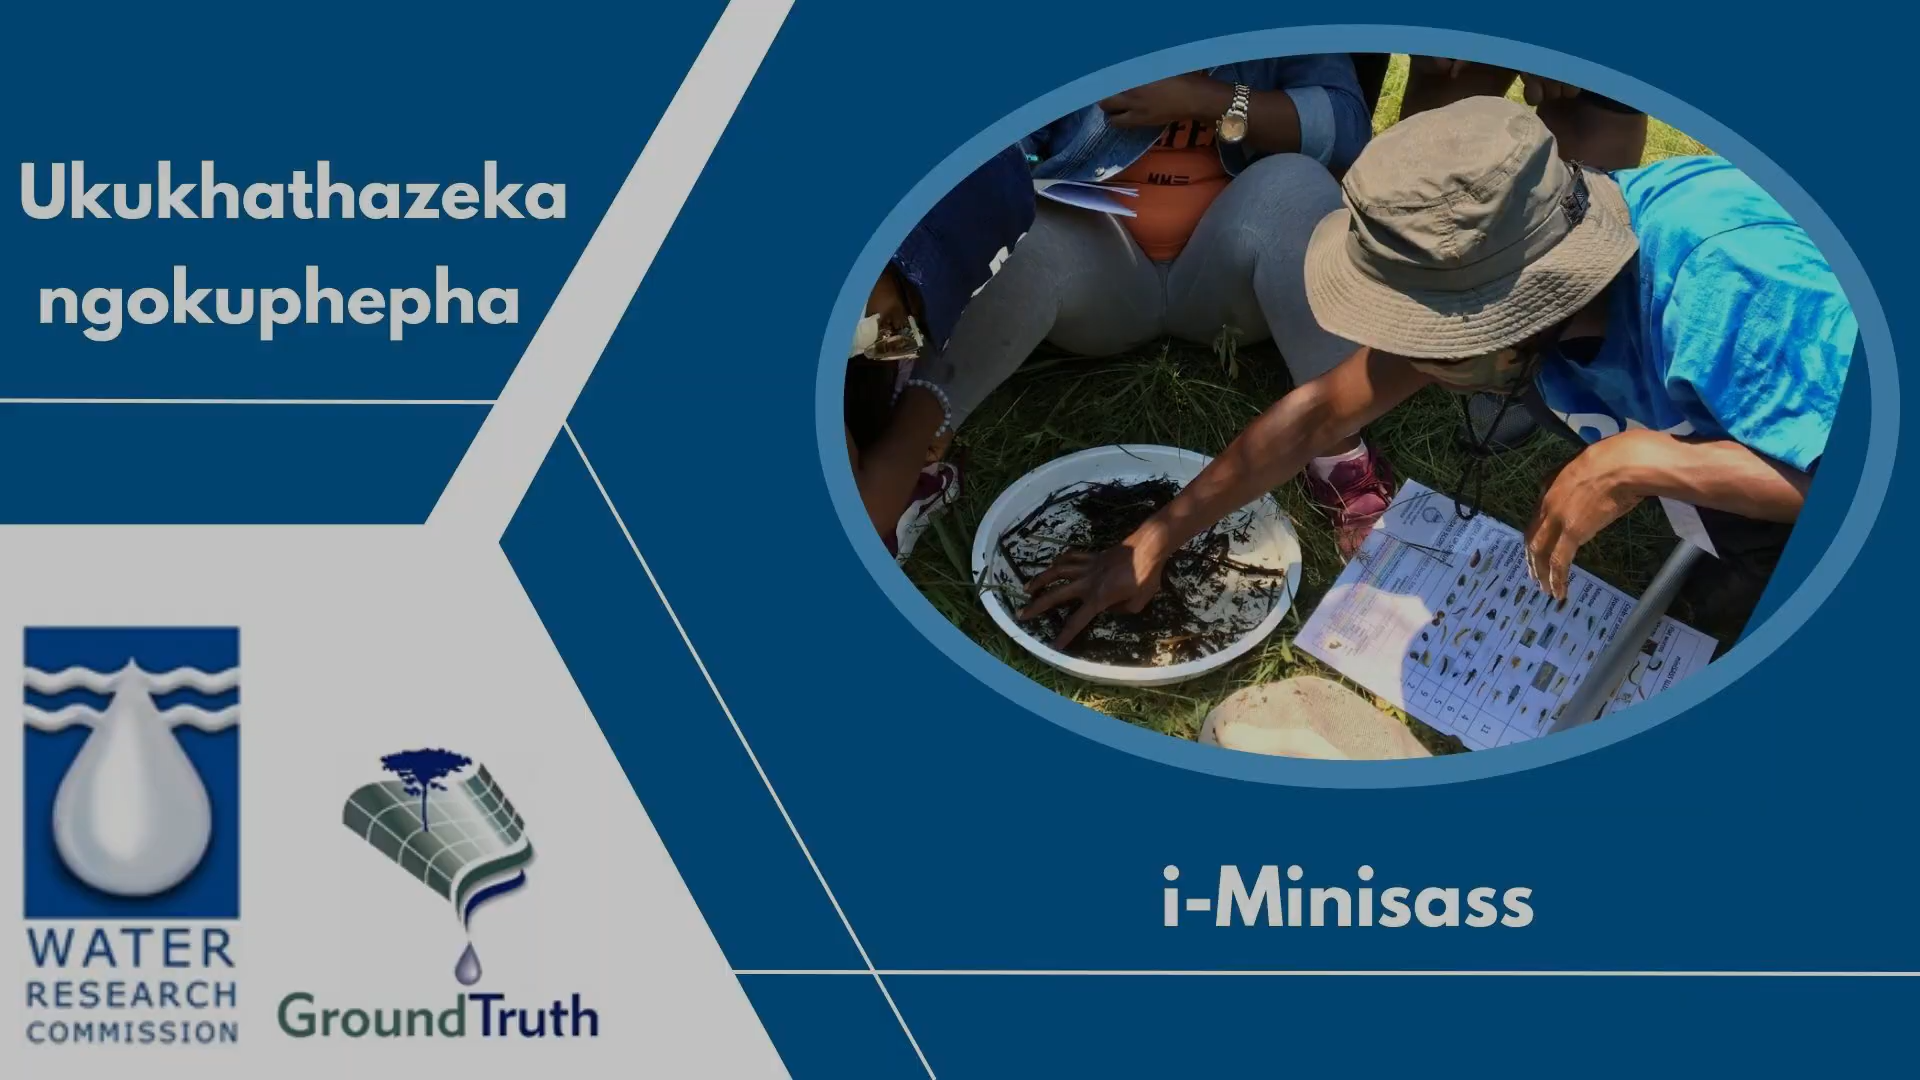 Ukukhathazeka
ngokuphepha
i-Minisass
WATER
RESEARCH
COMMISSION
GroundTruth